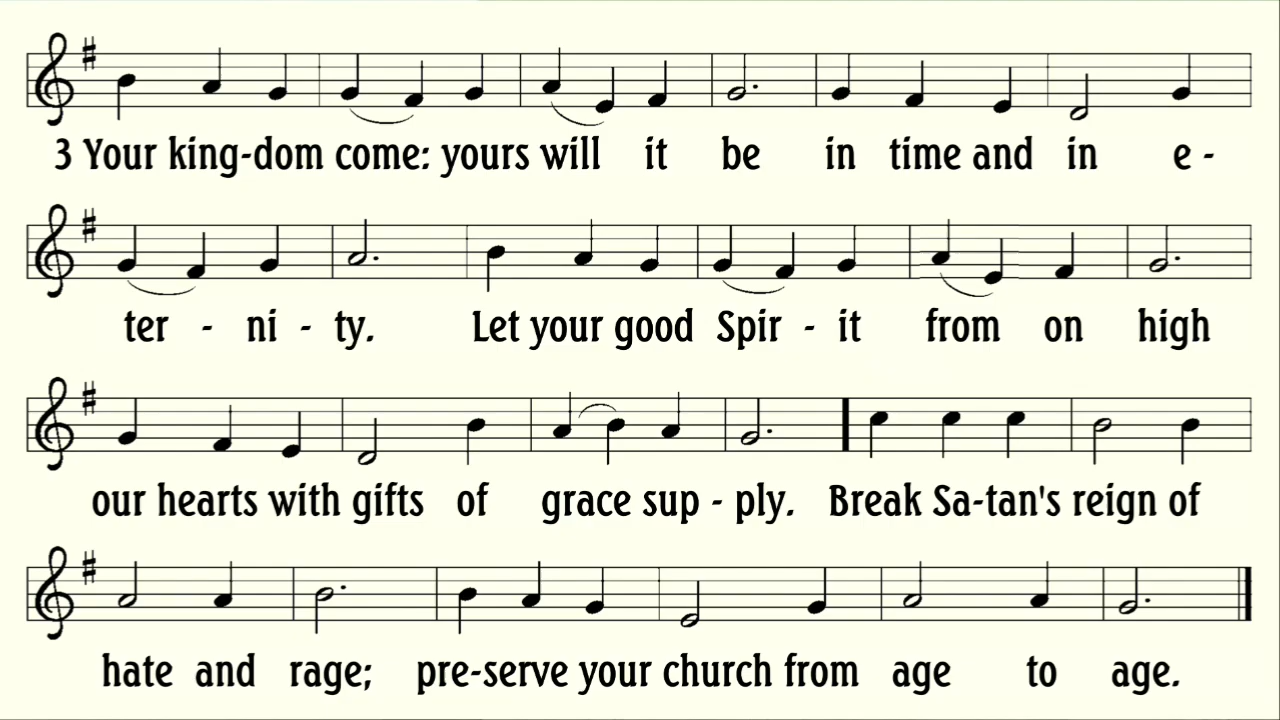 3 Your king-dom come: yours will it be in time and in e -
ter - ni - ty. Let your good Spir - it from on high
our hearts with gifts of grace sup - ply. Break Sa-tan's reign of
hate and rage; pre-serve your church from age to age.